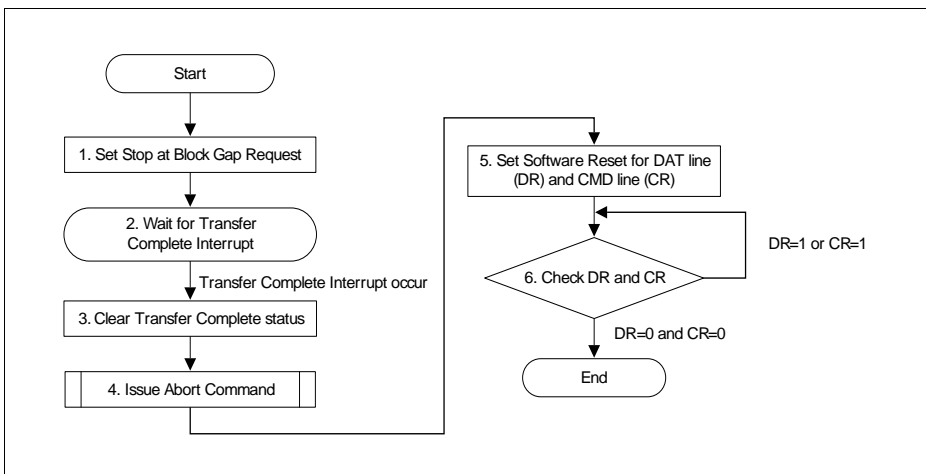 Start
1. Set Stop at Block Gap Request
2. Wait for Transfer
Complete Interrupt
Transfer Complete Interrupt occur
3. Clear Transfer Complete status
4. Issue Abort Command
5. Set Software Reset for DAT line
(DR) and CMD line (CR)
DR=1 or CR=1
6. Check DR and CR
DR=0 and CR=0
End